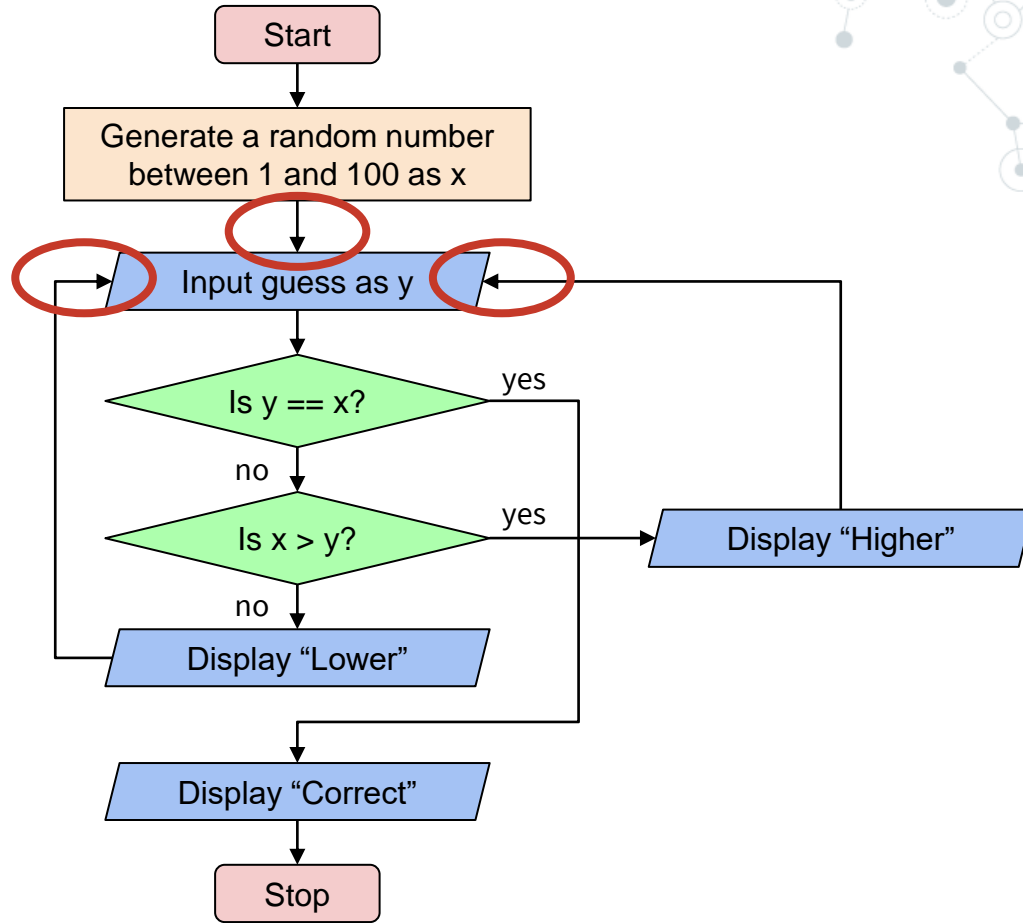 Start
Generate a random number
between 1 and 100 as x
Input guess as y
Is y == x?
yes
no
Is x > y?
yes
Display “Higher”
no
Display “Lower”
Display “Correct”
Stop